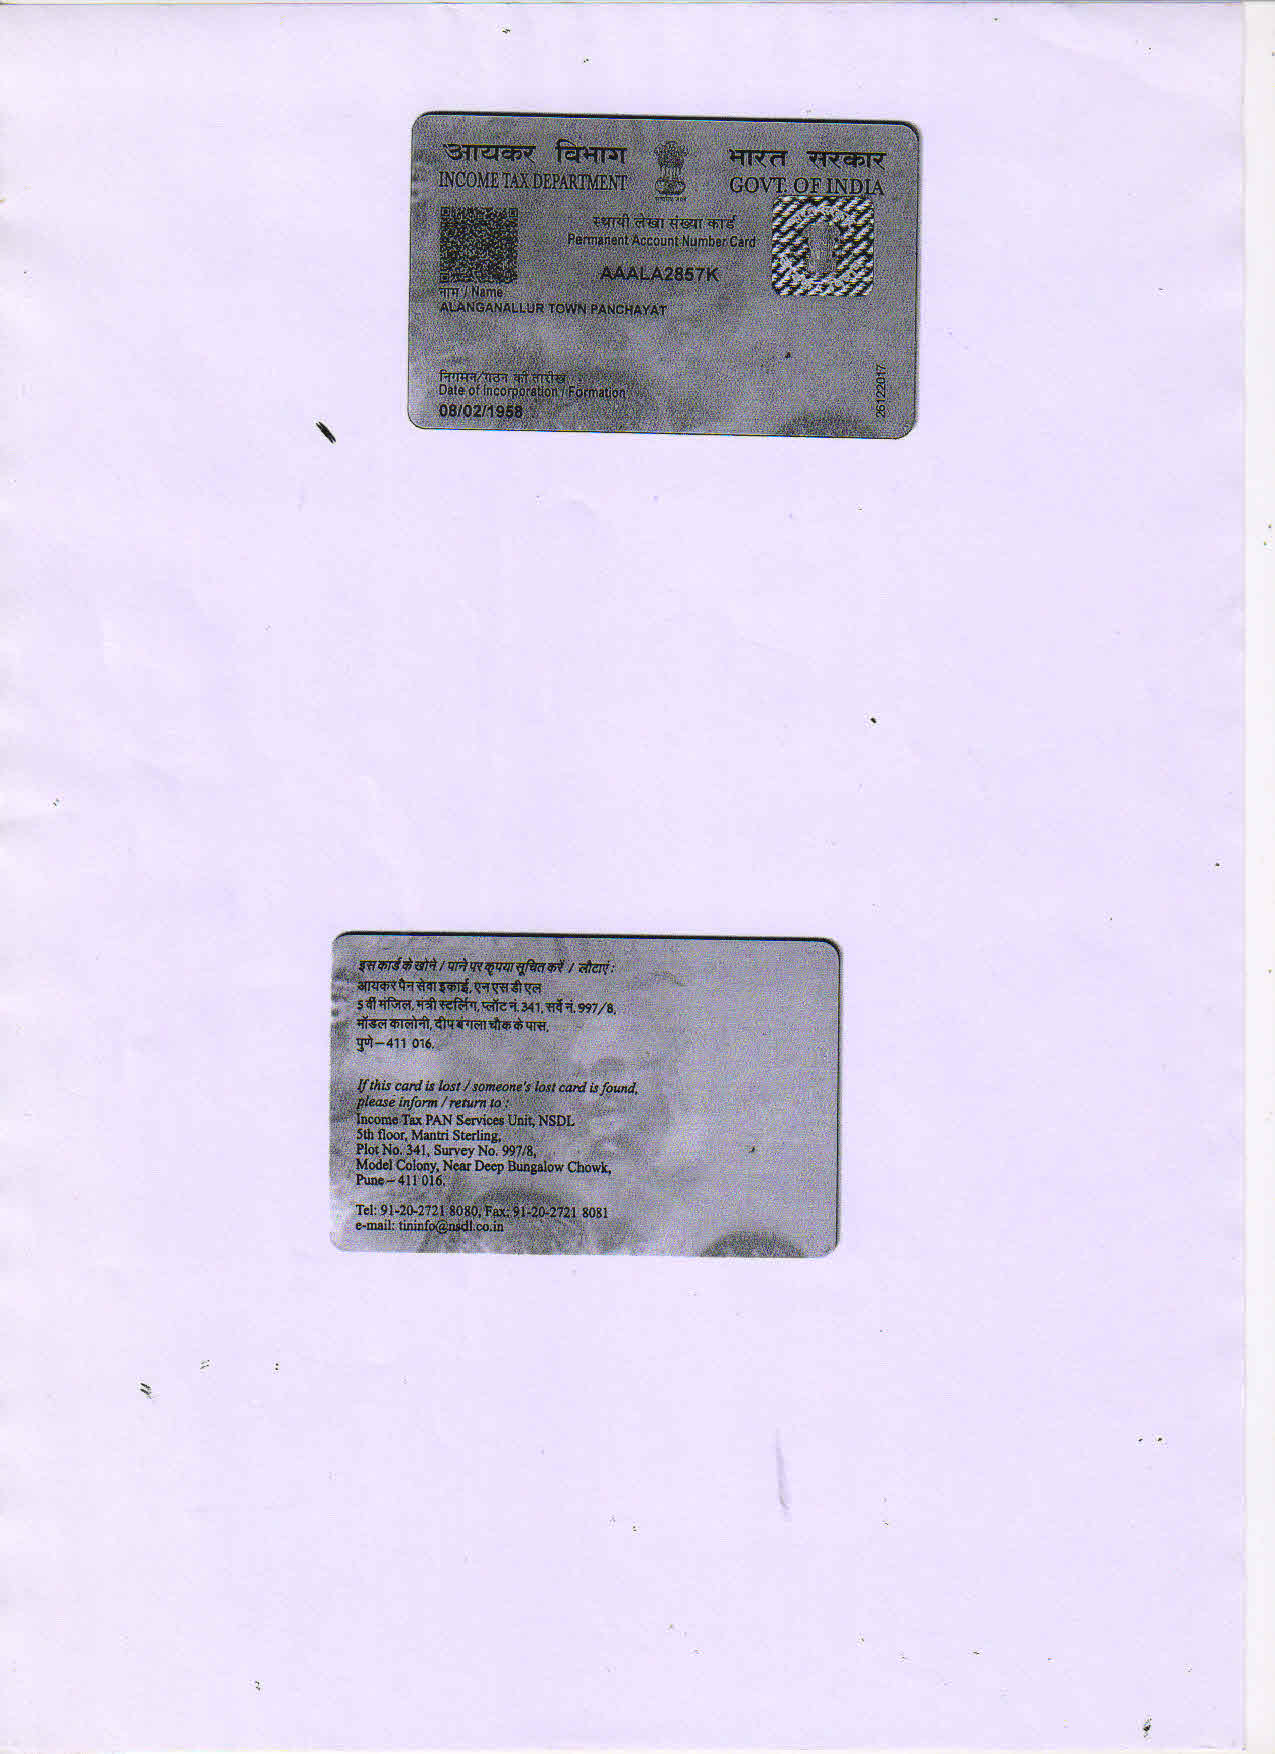 आयकर विभाग
INCOME TAX DEPARTMENT
भारत सरकार
GOVT. OF INDIA
स्थायी लेखा संख्या कार्ड
Permanent Account Number Card
AAALA2857K
नाम / Name
ALANGANALLUR TOWN PANCHAYAT
निगमन/गठन की तारीख
Date of Incorporation / Formation
08/02/1958
26122017
इस कार्ड के खोने / पाने पर कृपया सूचित करें / लौटाएं :
आयकर पैन सेवा इकाई, एन एस डी एल
5 वीं मंजिल, मंत्री स्टर्लिंग, प्लॉट नं. 341, सर्वे नं. 997/8,
मॉडल कालोनी, दीप बंगला चौक के पास,
पुणे – 411 016.
If this card is lost / someone's lost card is found,
please inform / return to :
Income Tax PAN Services Unit, NSDL
5th floor, Mantri Sterling,
Plot No. 341, Survey No. 997/8,
Model Colony, Near Deep Bungalow Chowk,
Pune – 411 016.
Tel: 91-20-2721 8080, Fax: 91-20-2721 8081
e-mail: tininfo@nsdl.co.in